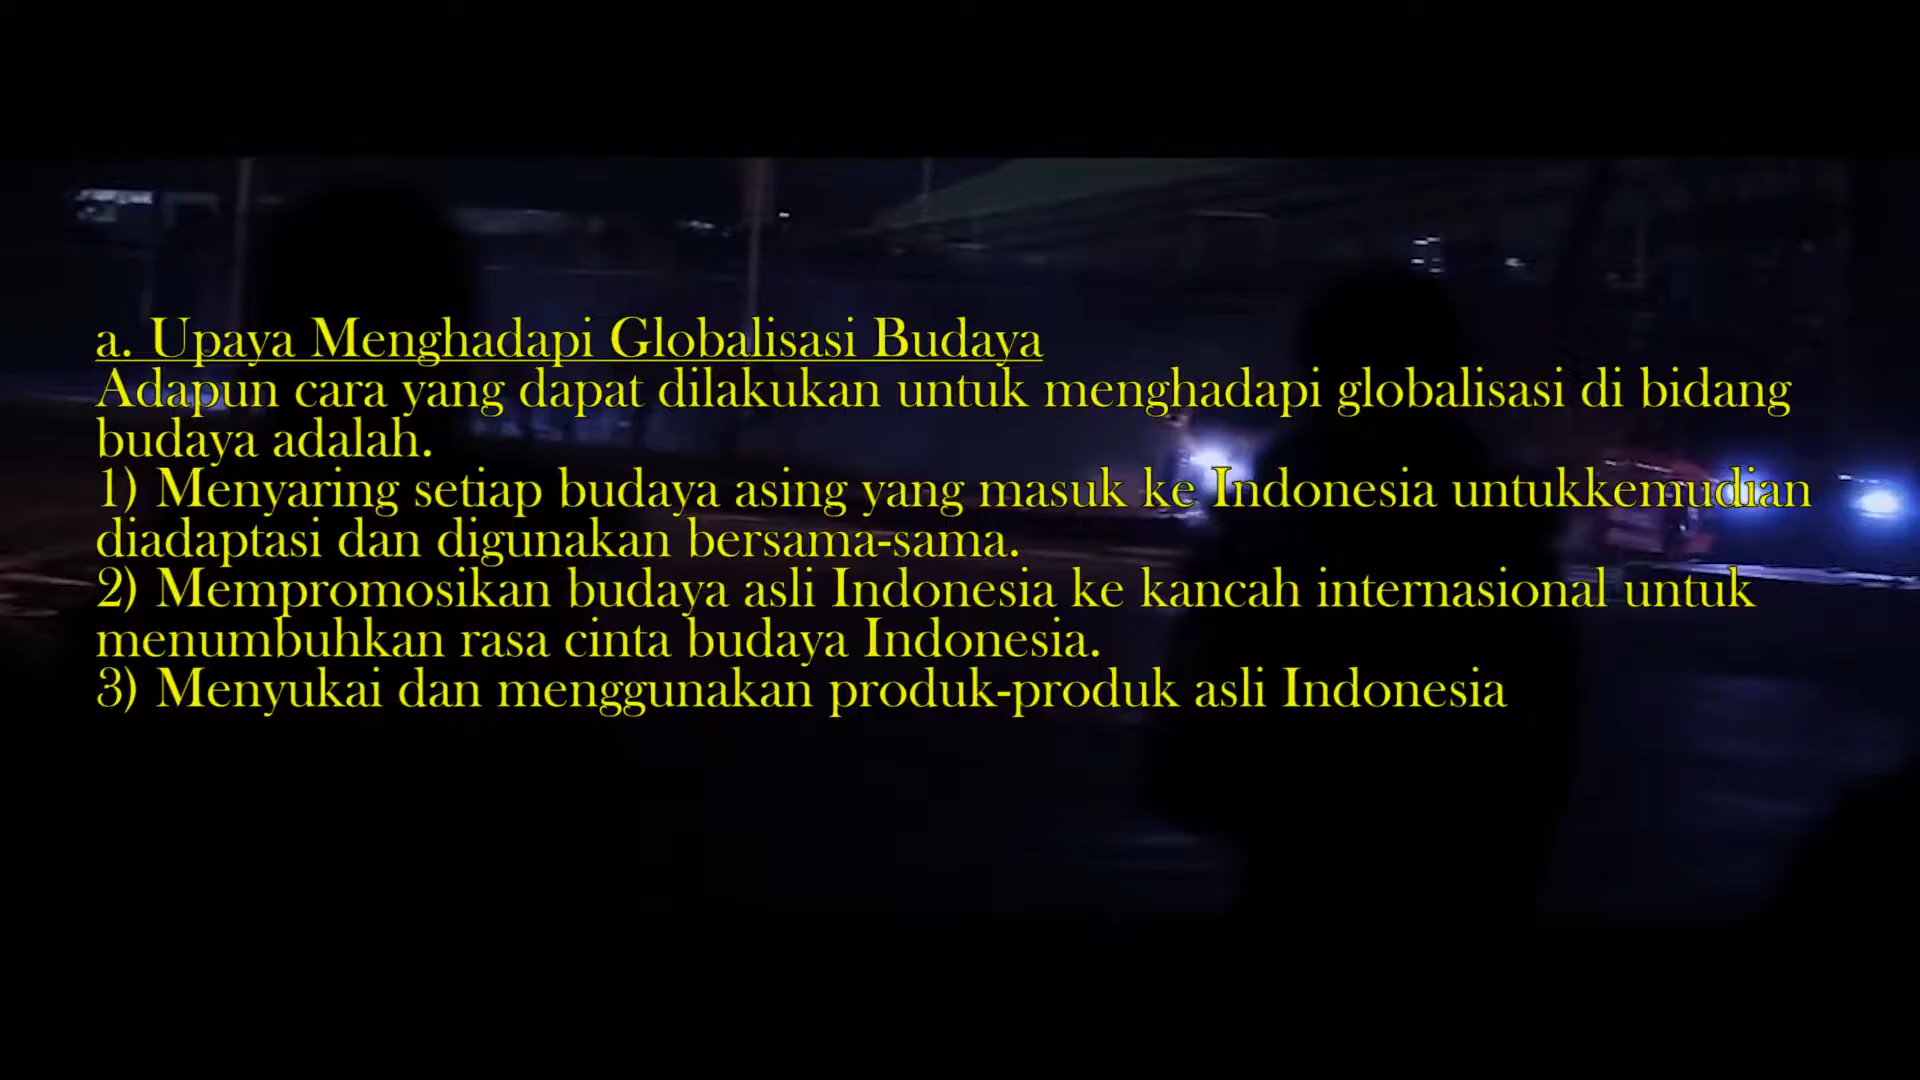 a. Upaya Menghadapi Globalisasi Budaya
Adapun cara yang dapat dilakukan untuk menghadapi globalisasi di bidang
budaya adalah.
1) Menyaring setiap budaya asing yang masuk ke Indonesia untukkemudian
diadaptasi dan digunakan bersama-sama.
2) Mempromosikan budaya asli Indonesia ke kancah internasional untuk
menumbuhkan rasa cinta budaya Indonesia.
3) Menyukai dan menggunakan produk-produk asli Indonesia